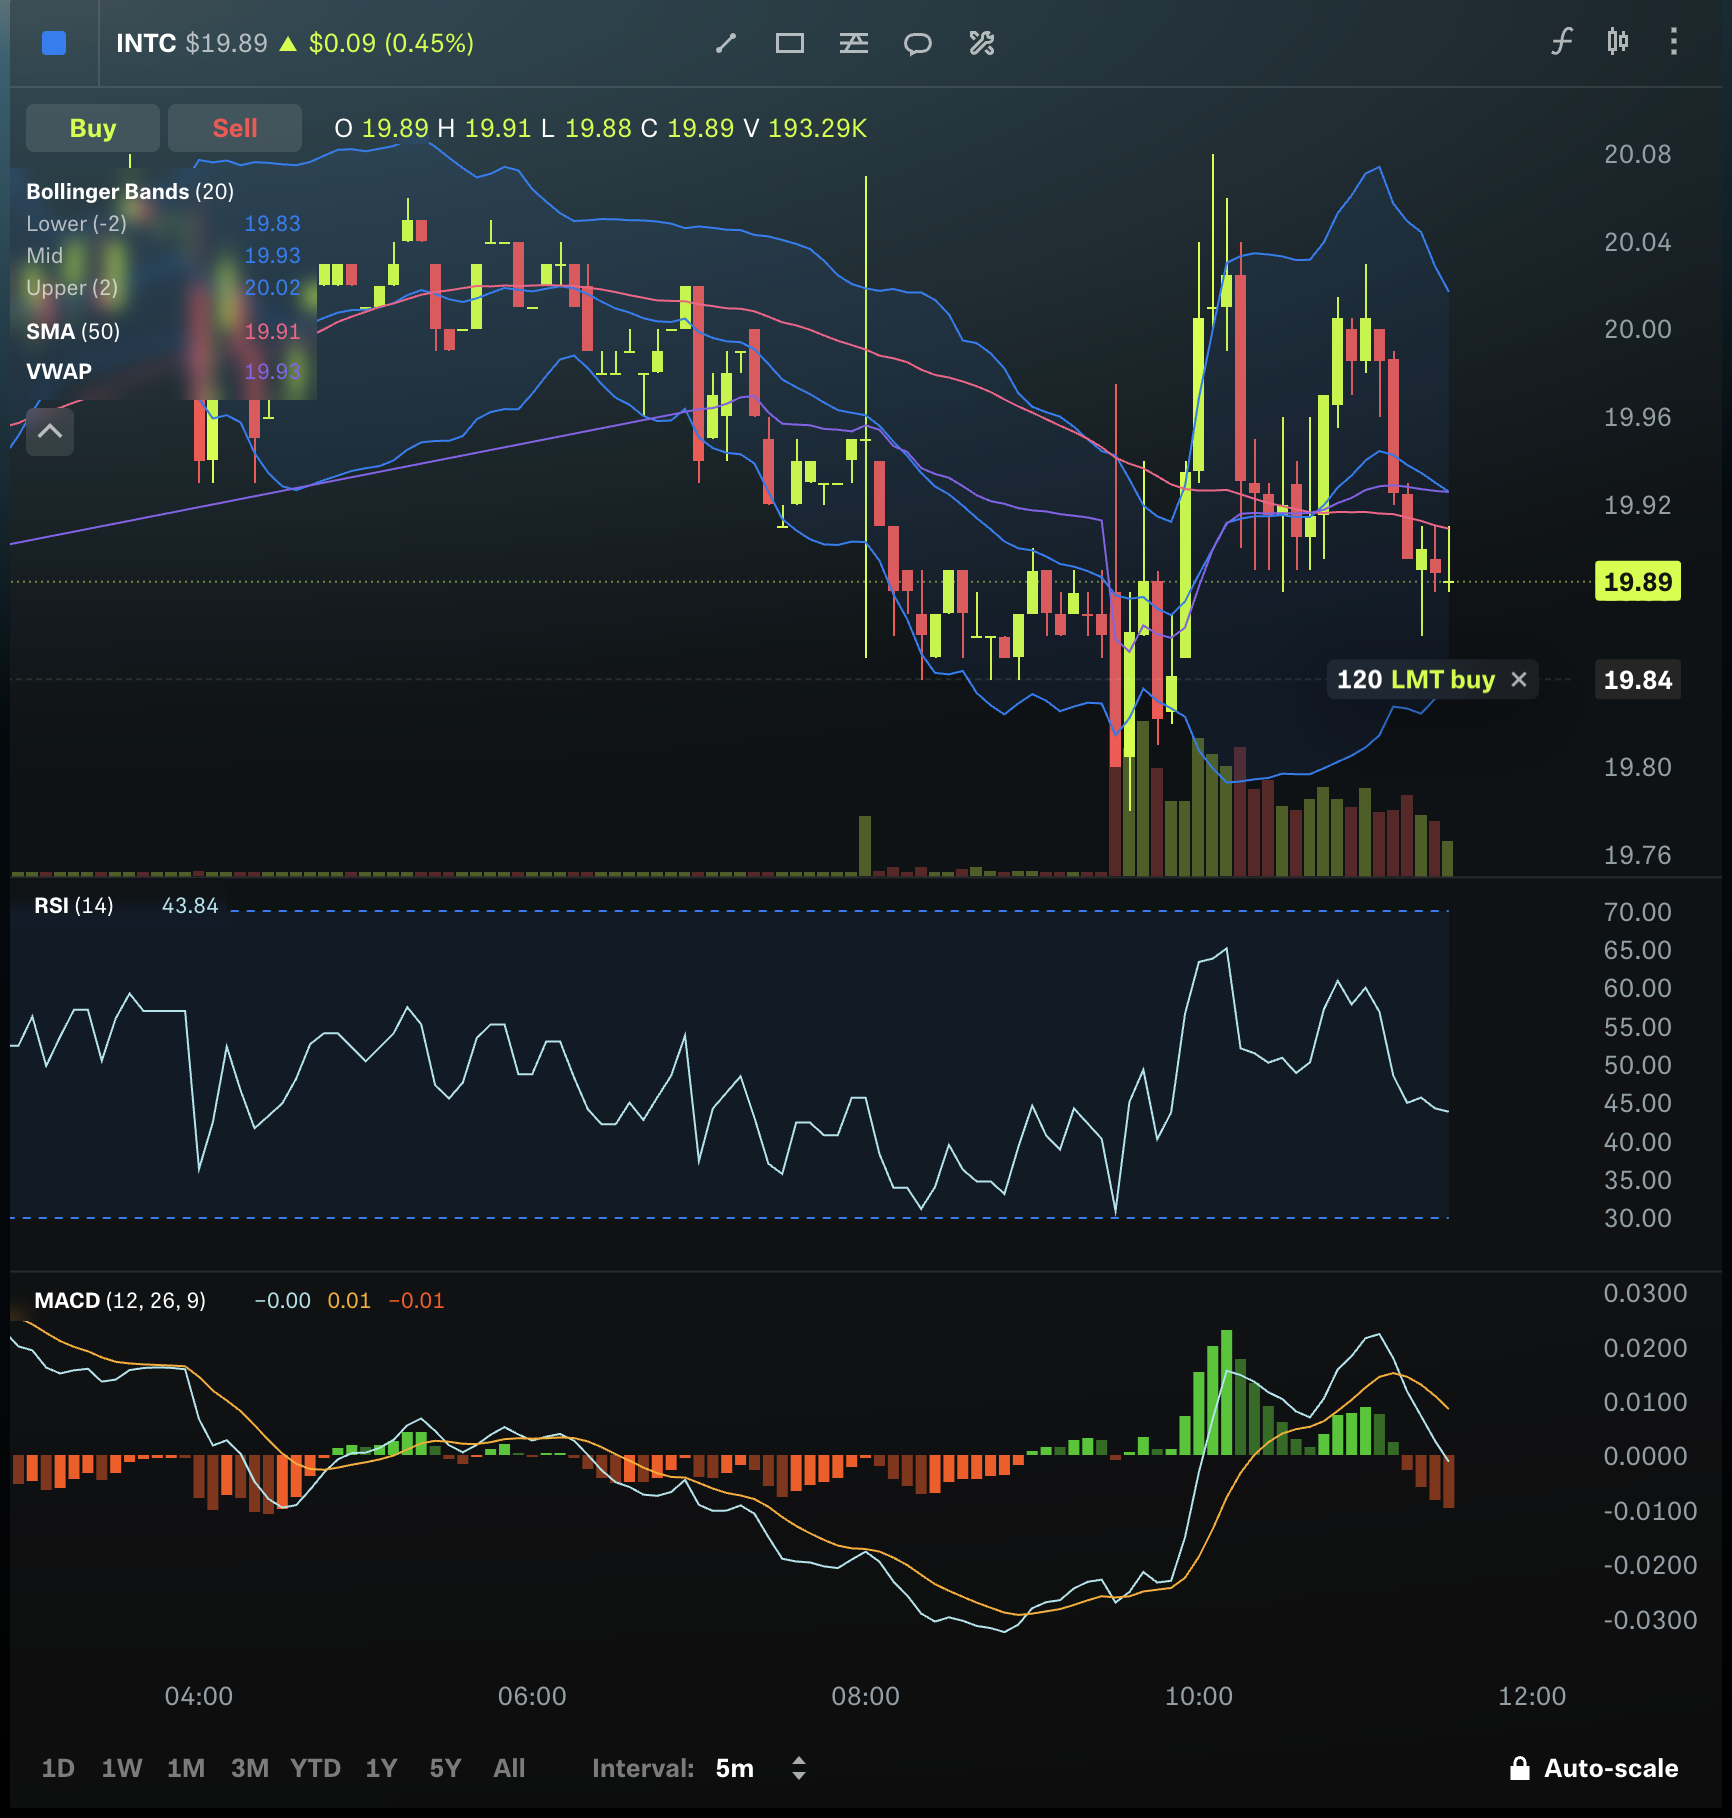 INTC $19.89 ▲ $0.09 (0.45%)
Buy Sell O 19.89 H 19.91 L 19.88 C 19.89 V 193.29K
Bollinger Bands (20)
Lower (-2) 19.83
Mid 19.93
Upper (2) 20.02
SMA (50) 19.91
VWAP 19.93
20.08
20.04
20.00
19.96
19.92
19.89
120 LMT buy × 19.84
19.80
19.76
RSI (14) 43.84
70.00
65.00
60.00
55.00
50.00
45.00
40.00
35.00
30.00
MACD (12, 26, 9) −0.00 0.01 −0.01
0.0300
0.0200
0.0100
0.0000
-0.0100
-0.0200
-0.0300
04:00 06:00 08:00 10:00 12:00
1D 1W 1M 3M YTD 1Y 5Y All Interval: 5m Auto-scale